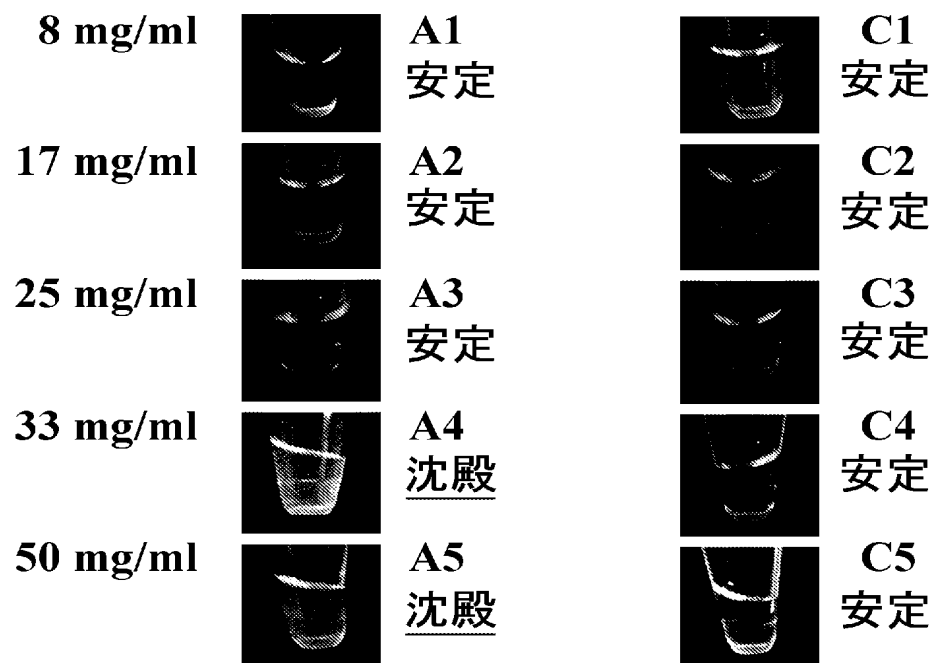 8 mg/ml A1 C1
安定 安定
17 mg/ml A2 C2
安定 安定
25 mg/ml A3 C3
安定 安定
33 mg/ml A4 C4
沈殿 安定
50 mg/ml A5 C5
沈殿 安定